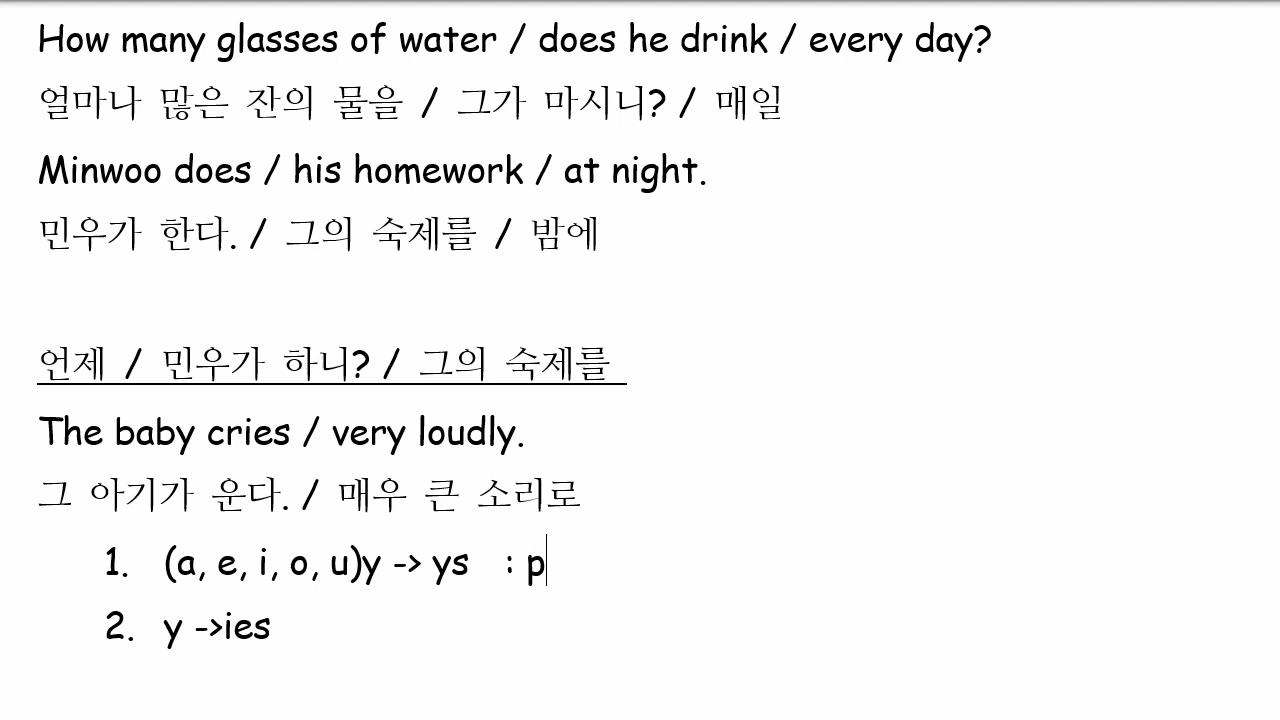 How many glasses of water / does he drink / every day?
얼마나 많은 잔의 물을 / 그가 마시니? / 매일
Minwoo does / his homework / at night.
민우가 한다. / 그의 숙제를 / 밤에
언제 / 민우가 하니? / 그의 숙제를
The baby cries / very loudly.
그 아기가 운다. / 매우 큰 소리로
1. (a, e, i, o, u)y -> ys : p
2. y ->ies